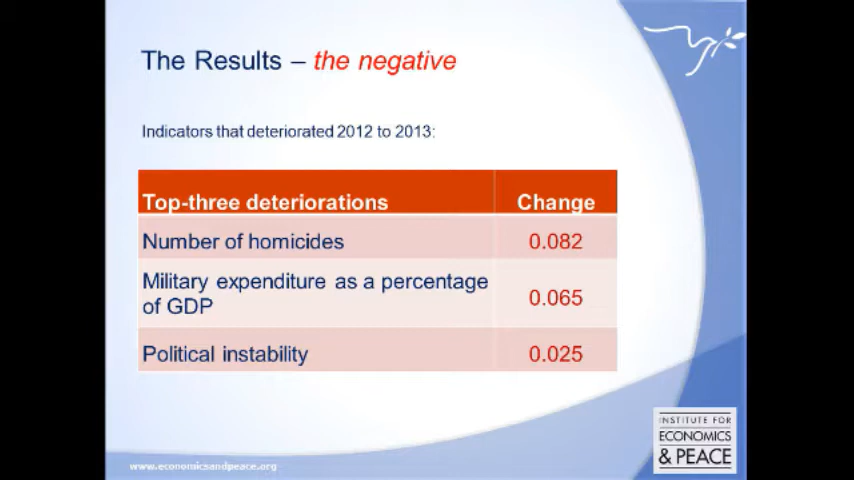 The Results – the negative
Indicators that deteriorated 2012 to 2013:
Top-three deteriorations Change
Number of homicides 0.082
Military expenditure as a percentage
of GDP 0.065
Political instability 0.025
INSTITUTE FOR
ECONOMICS
& PEACE
www.economicsandpeace.org